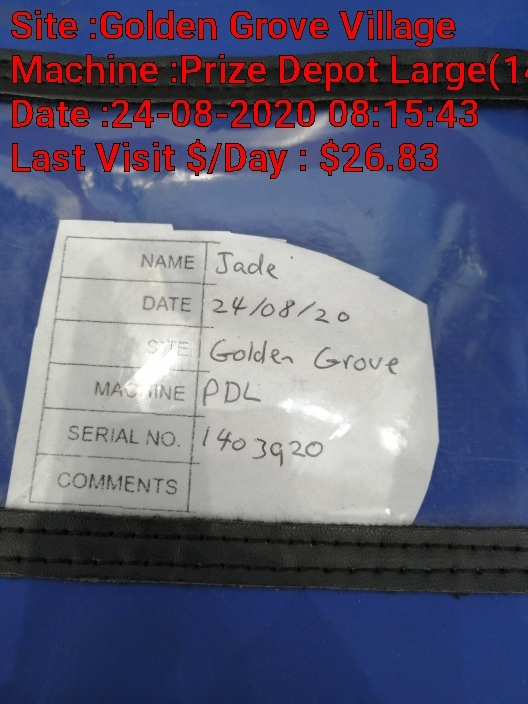 Site :Golden Grove Village
Machine :Prize Depot Large(14
Date :24-08-2020 08:15:43
Last Visit $/Day : $26.83
NAME Jade
DATE 24/08/20
SITE Golden Grove
MACHINE PDL
SERIAL NO. 1403920
COMMENTS